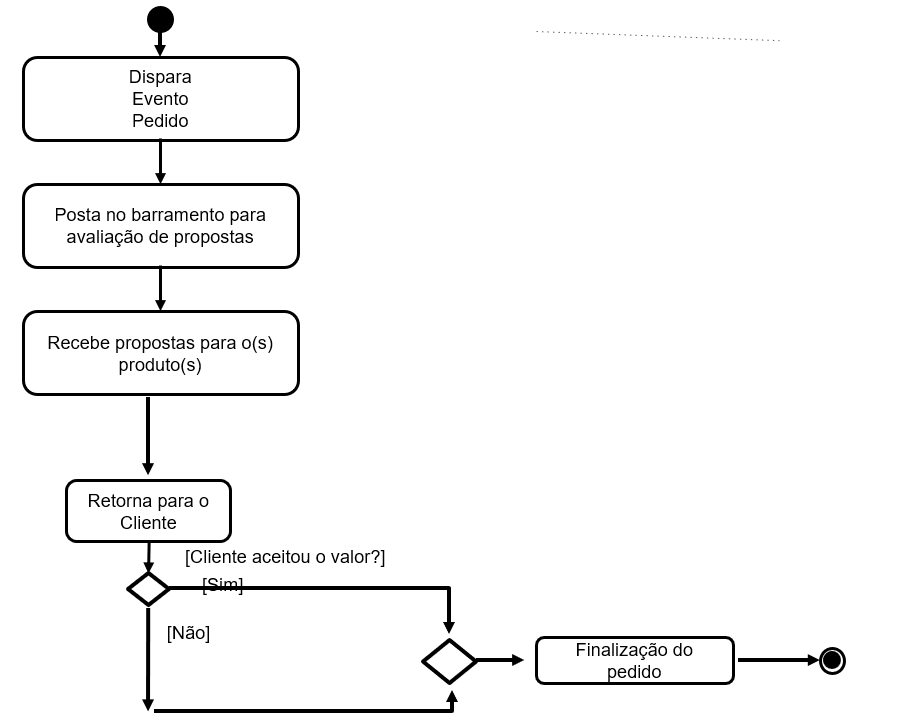 Dispara
Evento
Pedido
Posta no barramento para
avaliação de propostas
Recebe propostas para o(s)
produto(s)
Retorna para o
Cliente
[Cliente aceitou o valor?]
[Sim]
[Não]
Finalização do
pedido